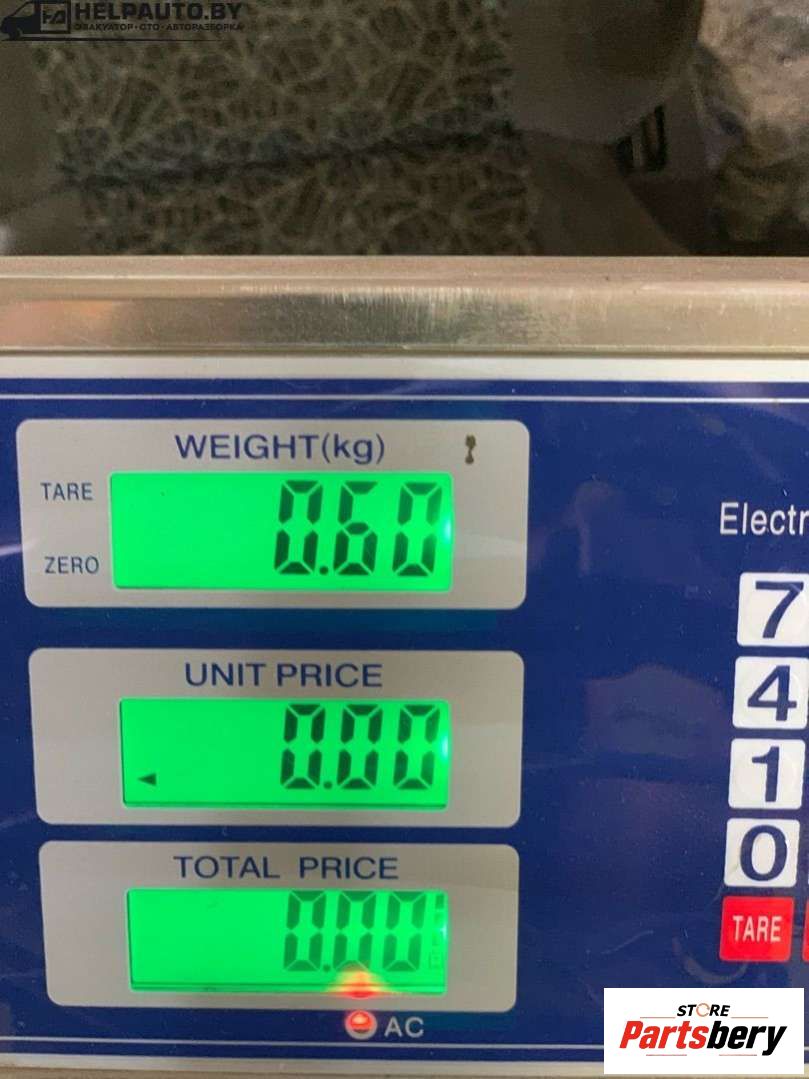 HELPAUTO.BY
ЭВАКУАТОР·СТО·АВТОРАЗБОРКА
WEIGHT(kg)
TARE
0.60
ZERO
Electr
7
UNIT PRICE
4
0.00
1
TOTAL PRICE
0
0.00
TARE
AC
STORE
Partsbery